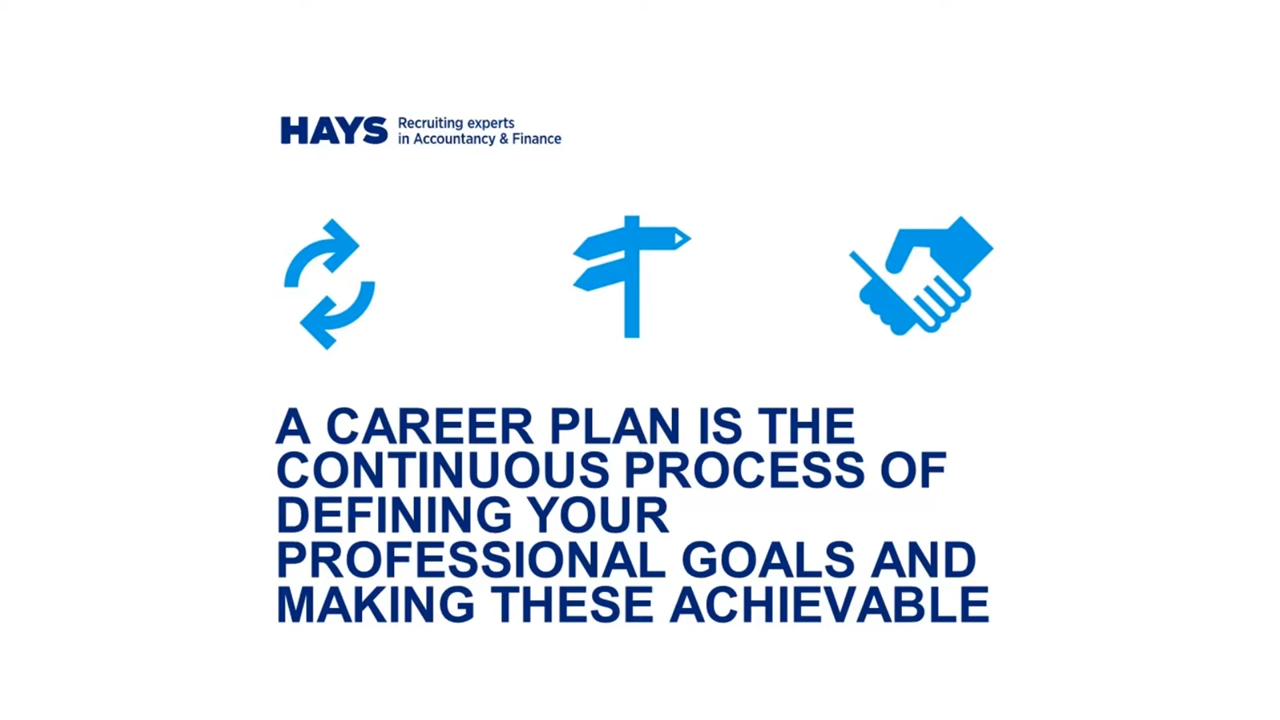 HAYS
Recruiting experts
in Accountancy & Finance
A CAREER PLAN IS THE
CONTINUOUS PROCESS OF
DEFINING YOUR
PROFESSIONAL GOALS AND
MAKING THESE ACHIEVABLE